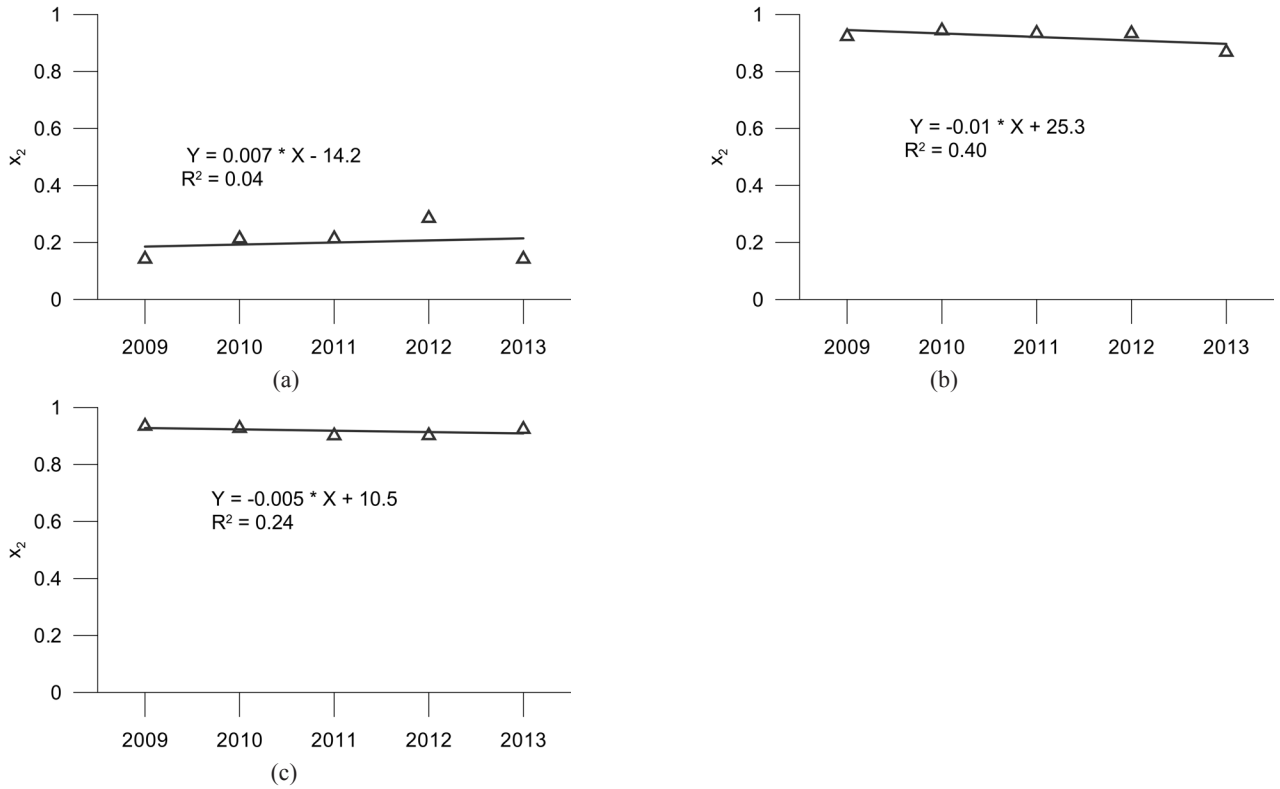 1
0.8
0.6
0.4
0.2
0
x₂
Y = 0.007 * X - 14.2
R² = 0.04
2009 2010 2011 2012 2013
(a)
1
0.8
0.6
0.4
0.2
0
x₂
Y = -0.01 * X + 25.3
R² = 0.40
2009 2010 2011 2012 2013
(b)
1
0.8
0.6
0.4
0.2
0
x₂
Y = -0.005 * X + 10.5
R² = 0.24
2009 2010 2011 2012 2013
(c)